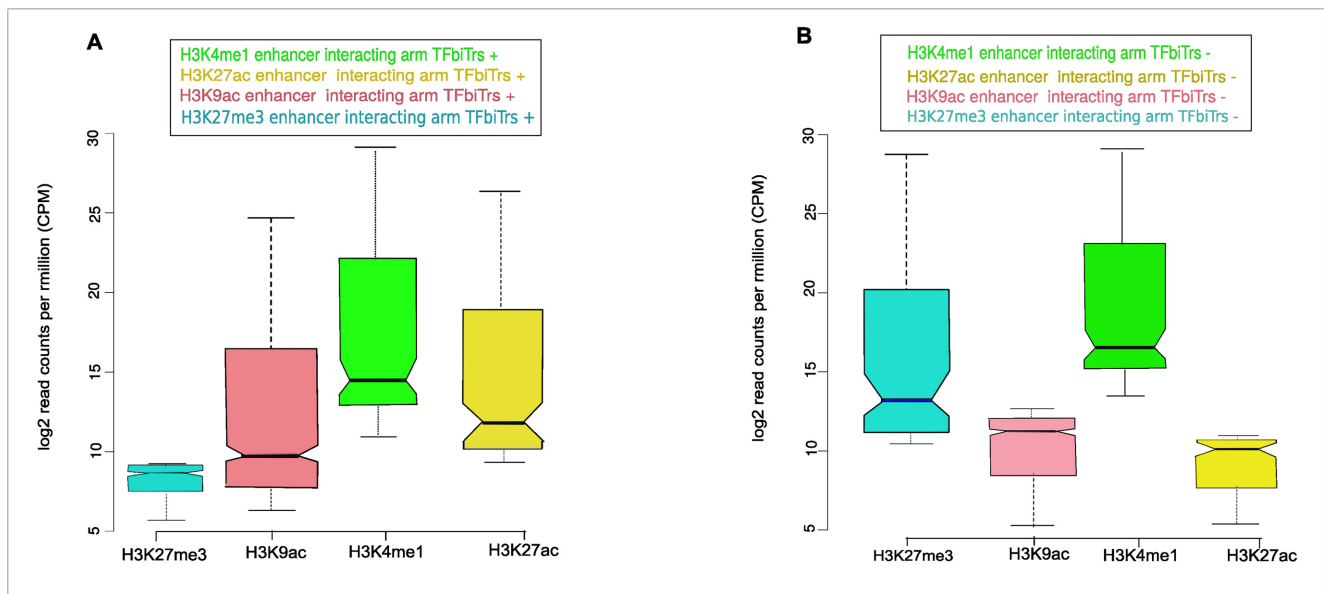 A
H3K4me1 enhancer interacting arm TFbiTrs +
H3K27ac enhancer interacting arm TFbiTrs +
H3K9ac enhancer interacting arm TFbiTrs +
H3K27me3 enhancer interacting arm TFbiTrs +
log2 read counts per rmillion (CPM)
30
25
20
15
10
5
H3K27me3
H3K9ac
H3K4me1
H3K27ac
B
H3K4me1 enhancer interacting arm TFbiTrs -
H3K27ac enhancer interacting arm TFbiTrs -
H3K9ac enhancer interacting arm TFbiTrs -
H3K27me3 enhancer interacting arm TFbiTrs -
log2 read counts per rmillion (CPM)
30
25
20
15
10
5
H3K27me3
H3K9ac
H3K4me1
H3K27ac